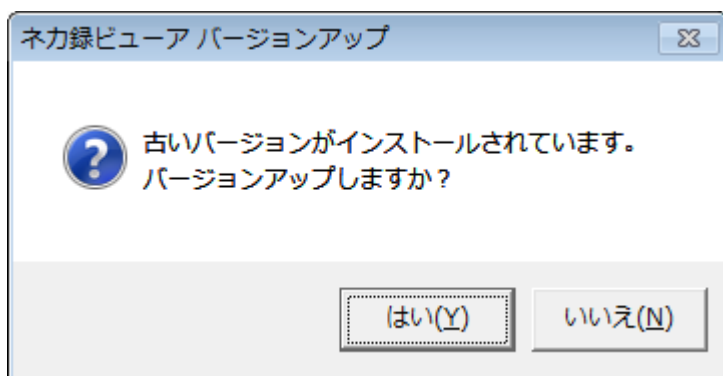 ネカ録ビューア バージョンアップ
古いバージョンがインストールされています。
バージョンアップしますか？
はい(Y)
いいえ(N)